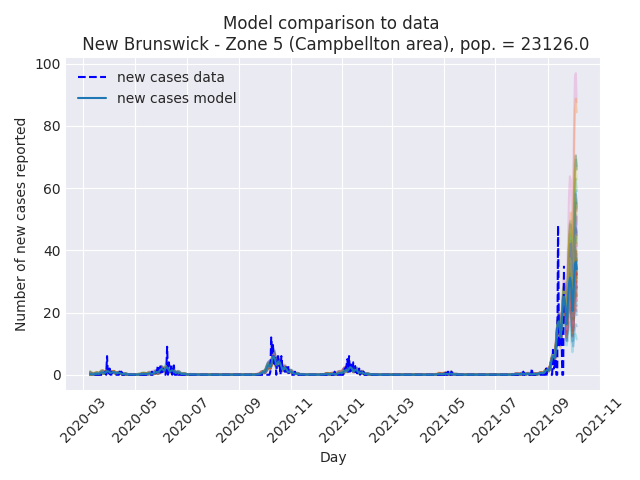 Model comparison to data
New Brunswick - Zone 5 (Campbellton area), pop. = 23126.0
new cases data
new cases model
Number of new cases reported
100
80
60
40
20
0
2020-03
2020-05
2020-07
2020-09
2020-11
2021-01
2021-03
2021-05
2021-07
2021-09
2021-11
Day